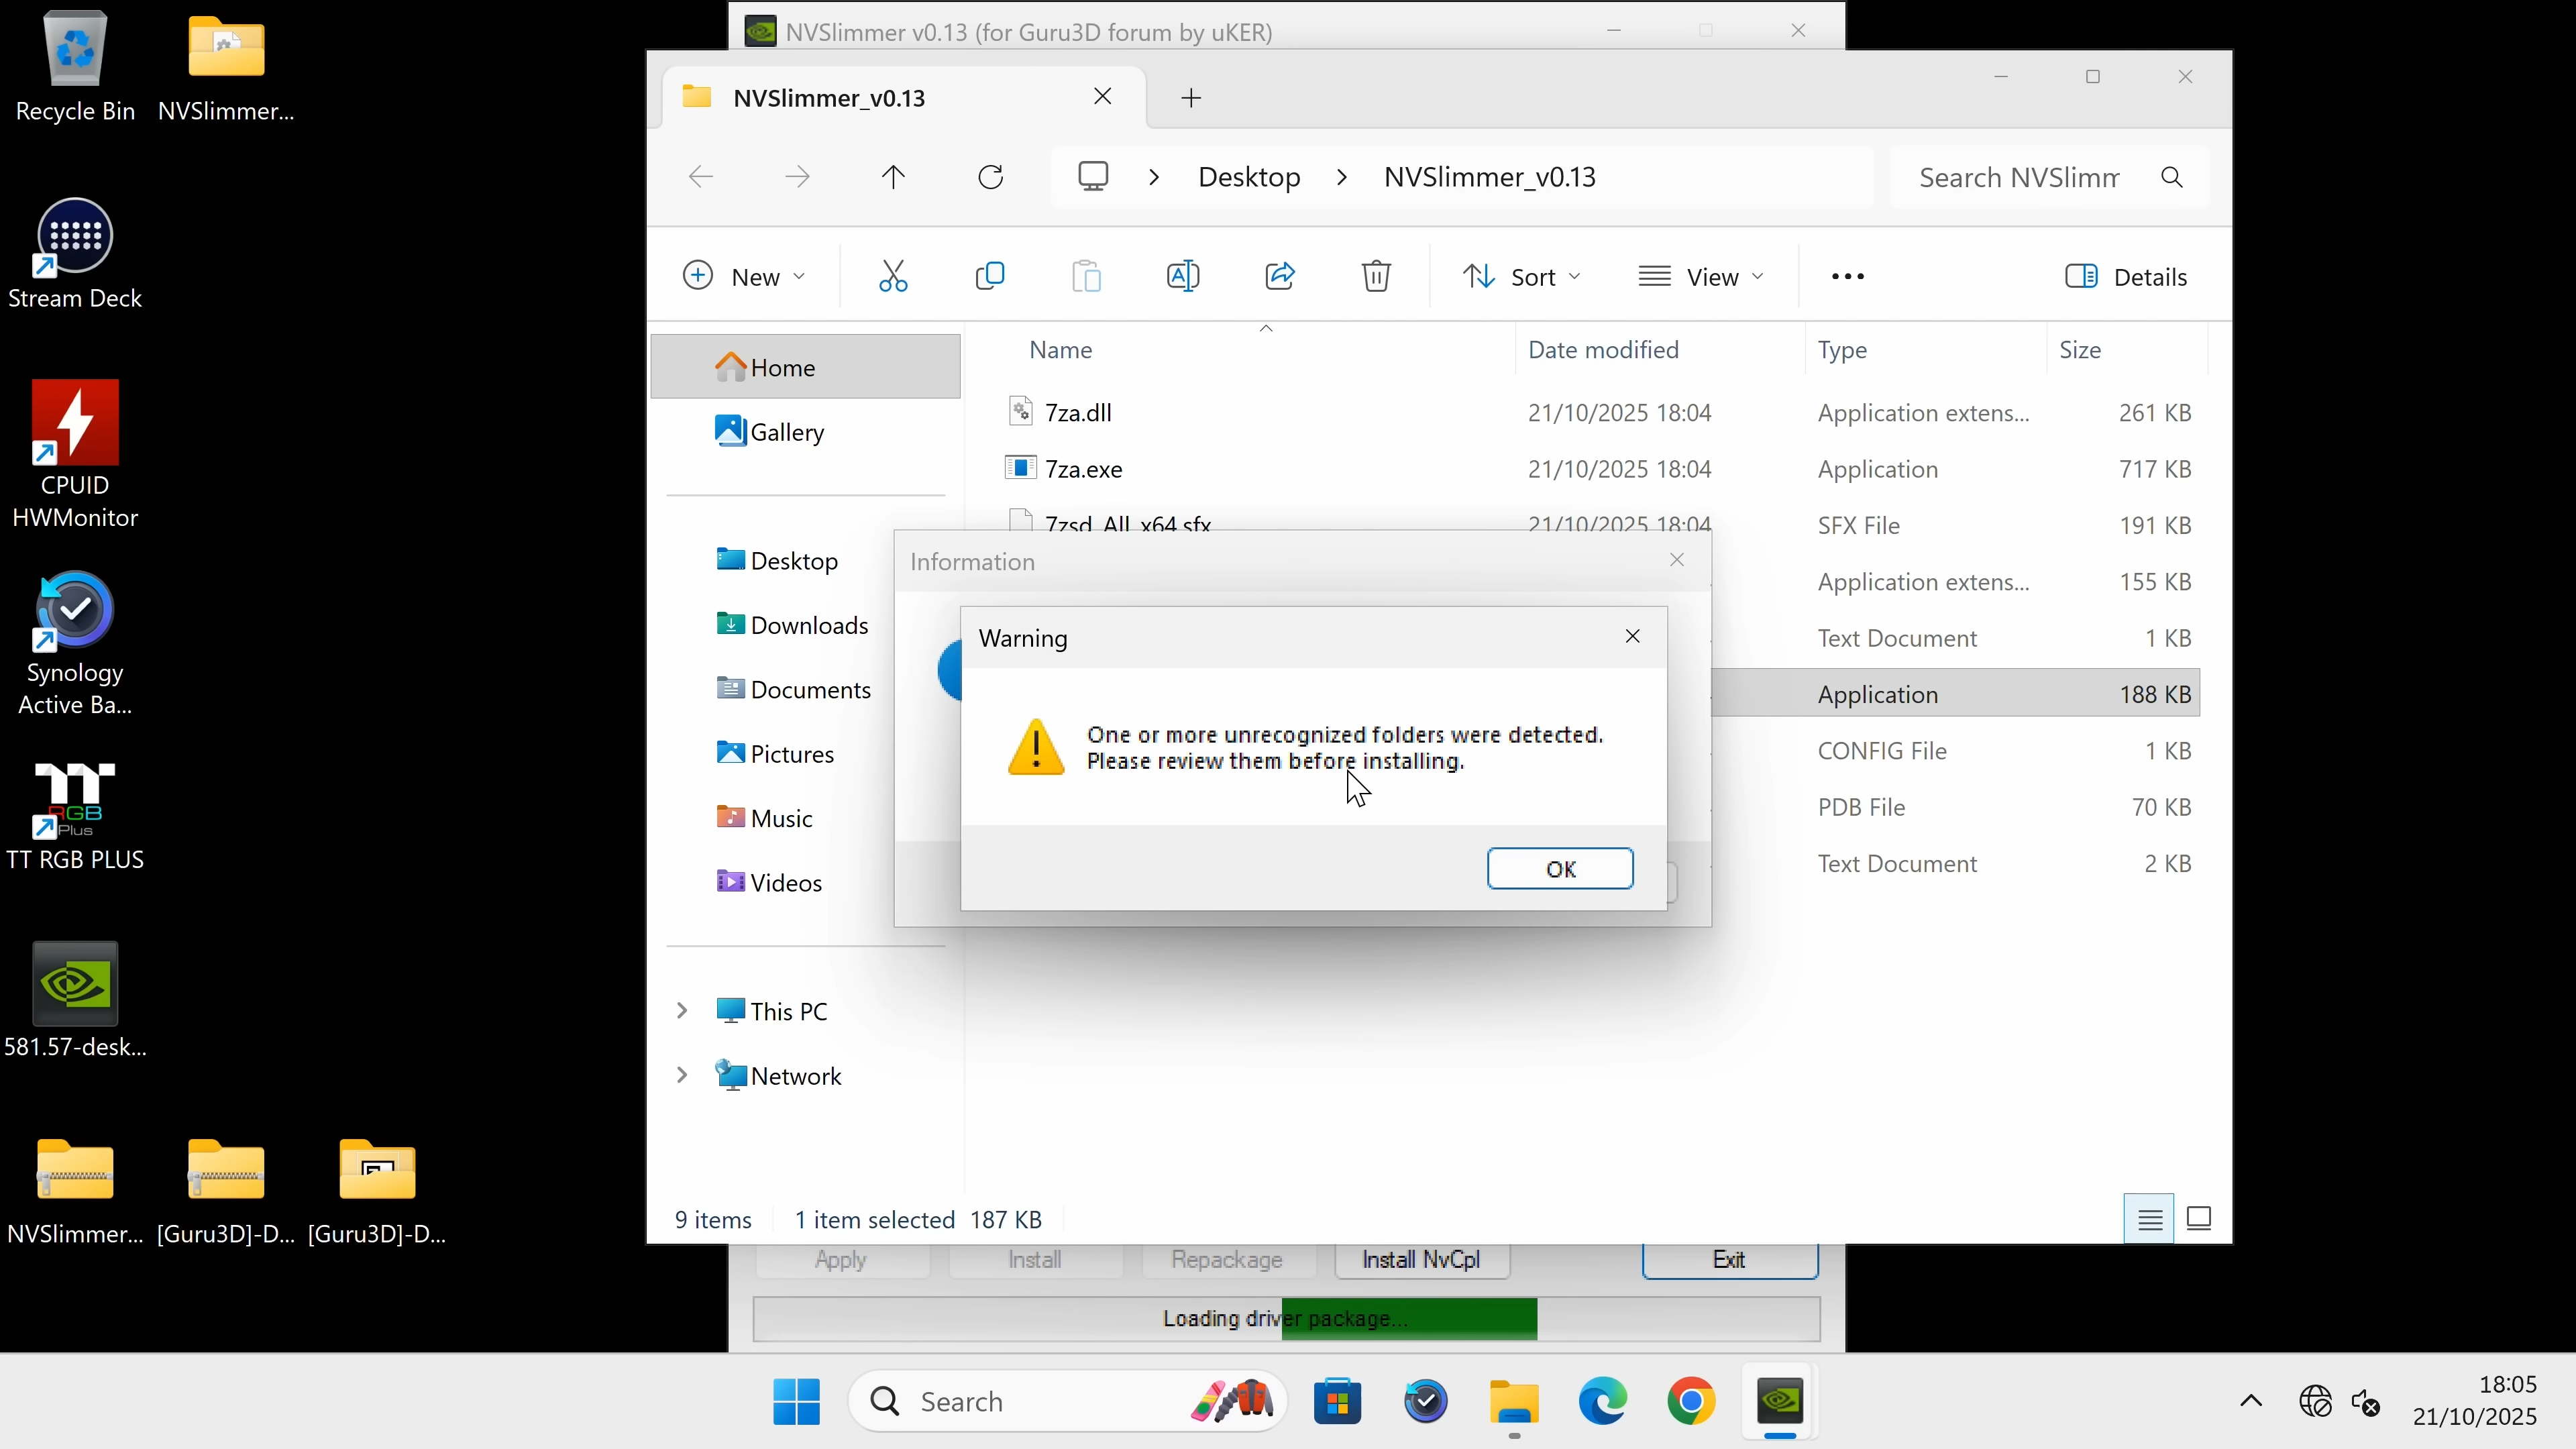 Recycle Bin
NVSlimmer...
Stream Deck
CPUID
HWMonitor
Synology
Active Ba...
TT RGB PLUS
581.57-desk...
NVSlimmer...
[Guru3D]-D...
[Guru3D]-D...
NVSlimmer v0.13 (for Guru3D forum by uKER)
NVSlimmer_v0.13
Desktop
NVSlimmer_v0.13
Search NVSlimr
New
Sort
View
Details
Home
Gallery
Desktop
Downloads
Documents
Pictures
Music
Videos
This PC
Network
Name
Date modified
Type
Size
7za.dll
21/10/2025 18:04
Application extens...
261 KB
7za.exe
21/10/2025 18:04
Application
717 KB
7zsd_All_x64.sfx
21/10/2025 18:04
SFX File
191 KB
Application extens...
155 KB
Text Document
1 KB
Application
188 KB
CONFIG File
1 KB
PDB File
70 KB
Text Document
2 KB
Information
Warning
One or more unrecognized folders were detected.
Please review them before installing.
OK
9 items
1 item selected 187 KB
Apply
Install
Repackage
Install NvCpl
Exit
Loading driver package...
Search
18:05
21/10/2025